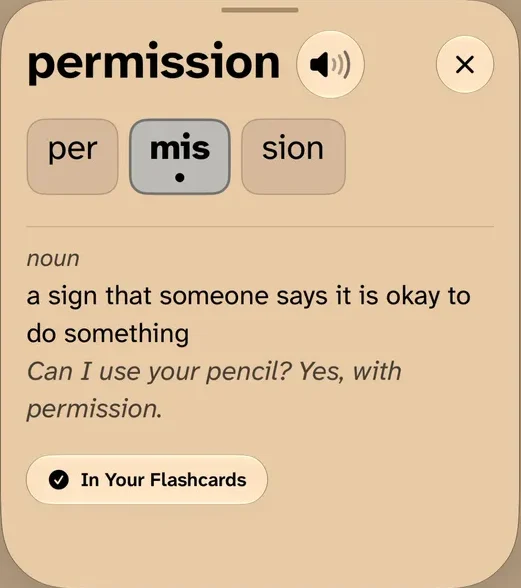 permission
per mis sion
noun
a sign that someone says it is okay to
do something
Can I use your pencil? Yes, with
permission.
In Your Flashcards